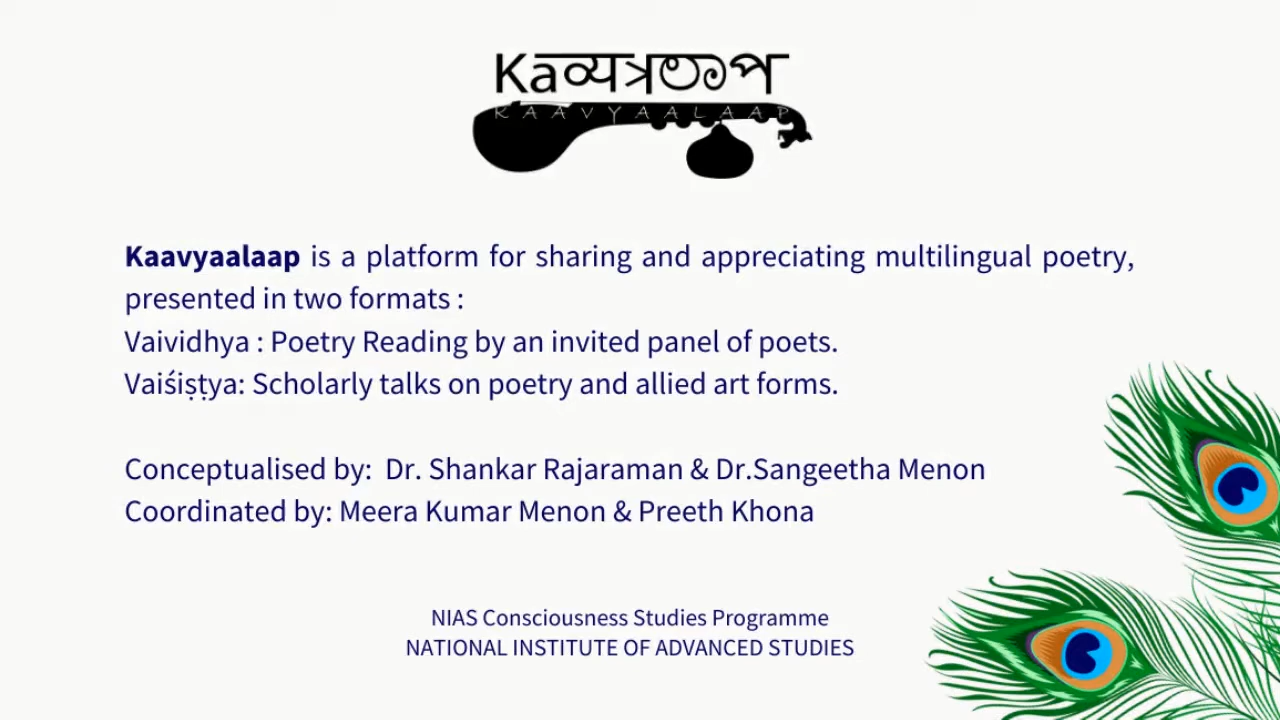 KAAVYAALAAP
Kaavyaalaap is a platform for sharing and appreciating multilingual poetry,
presented in two formats :
Vaividhya : Poetry Reading by an invited panel of poets.
Vaiśiṣṭya: Scholarly talks on poetry and allied art forms.
Conceptualised by: Dr. Shankar Rajaraman & Dr.Sangeetha Menon
Coordinated by: Meera Kumar Menon & Preeth Khona
NIAS Consciousness Studies Programme
NATIONAL INSTITUTE OF ADVANCED STUDIES